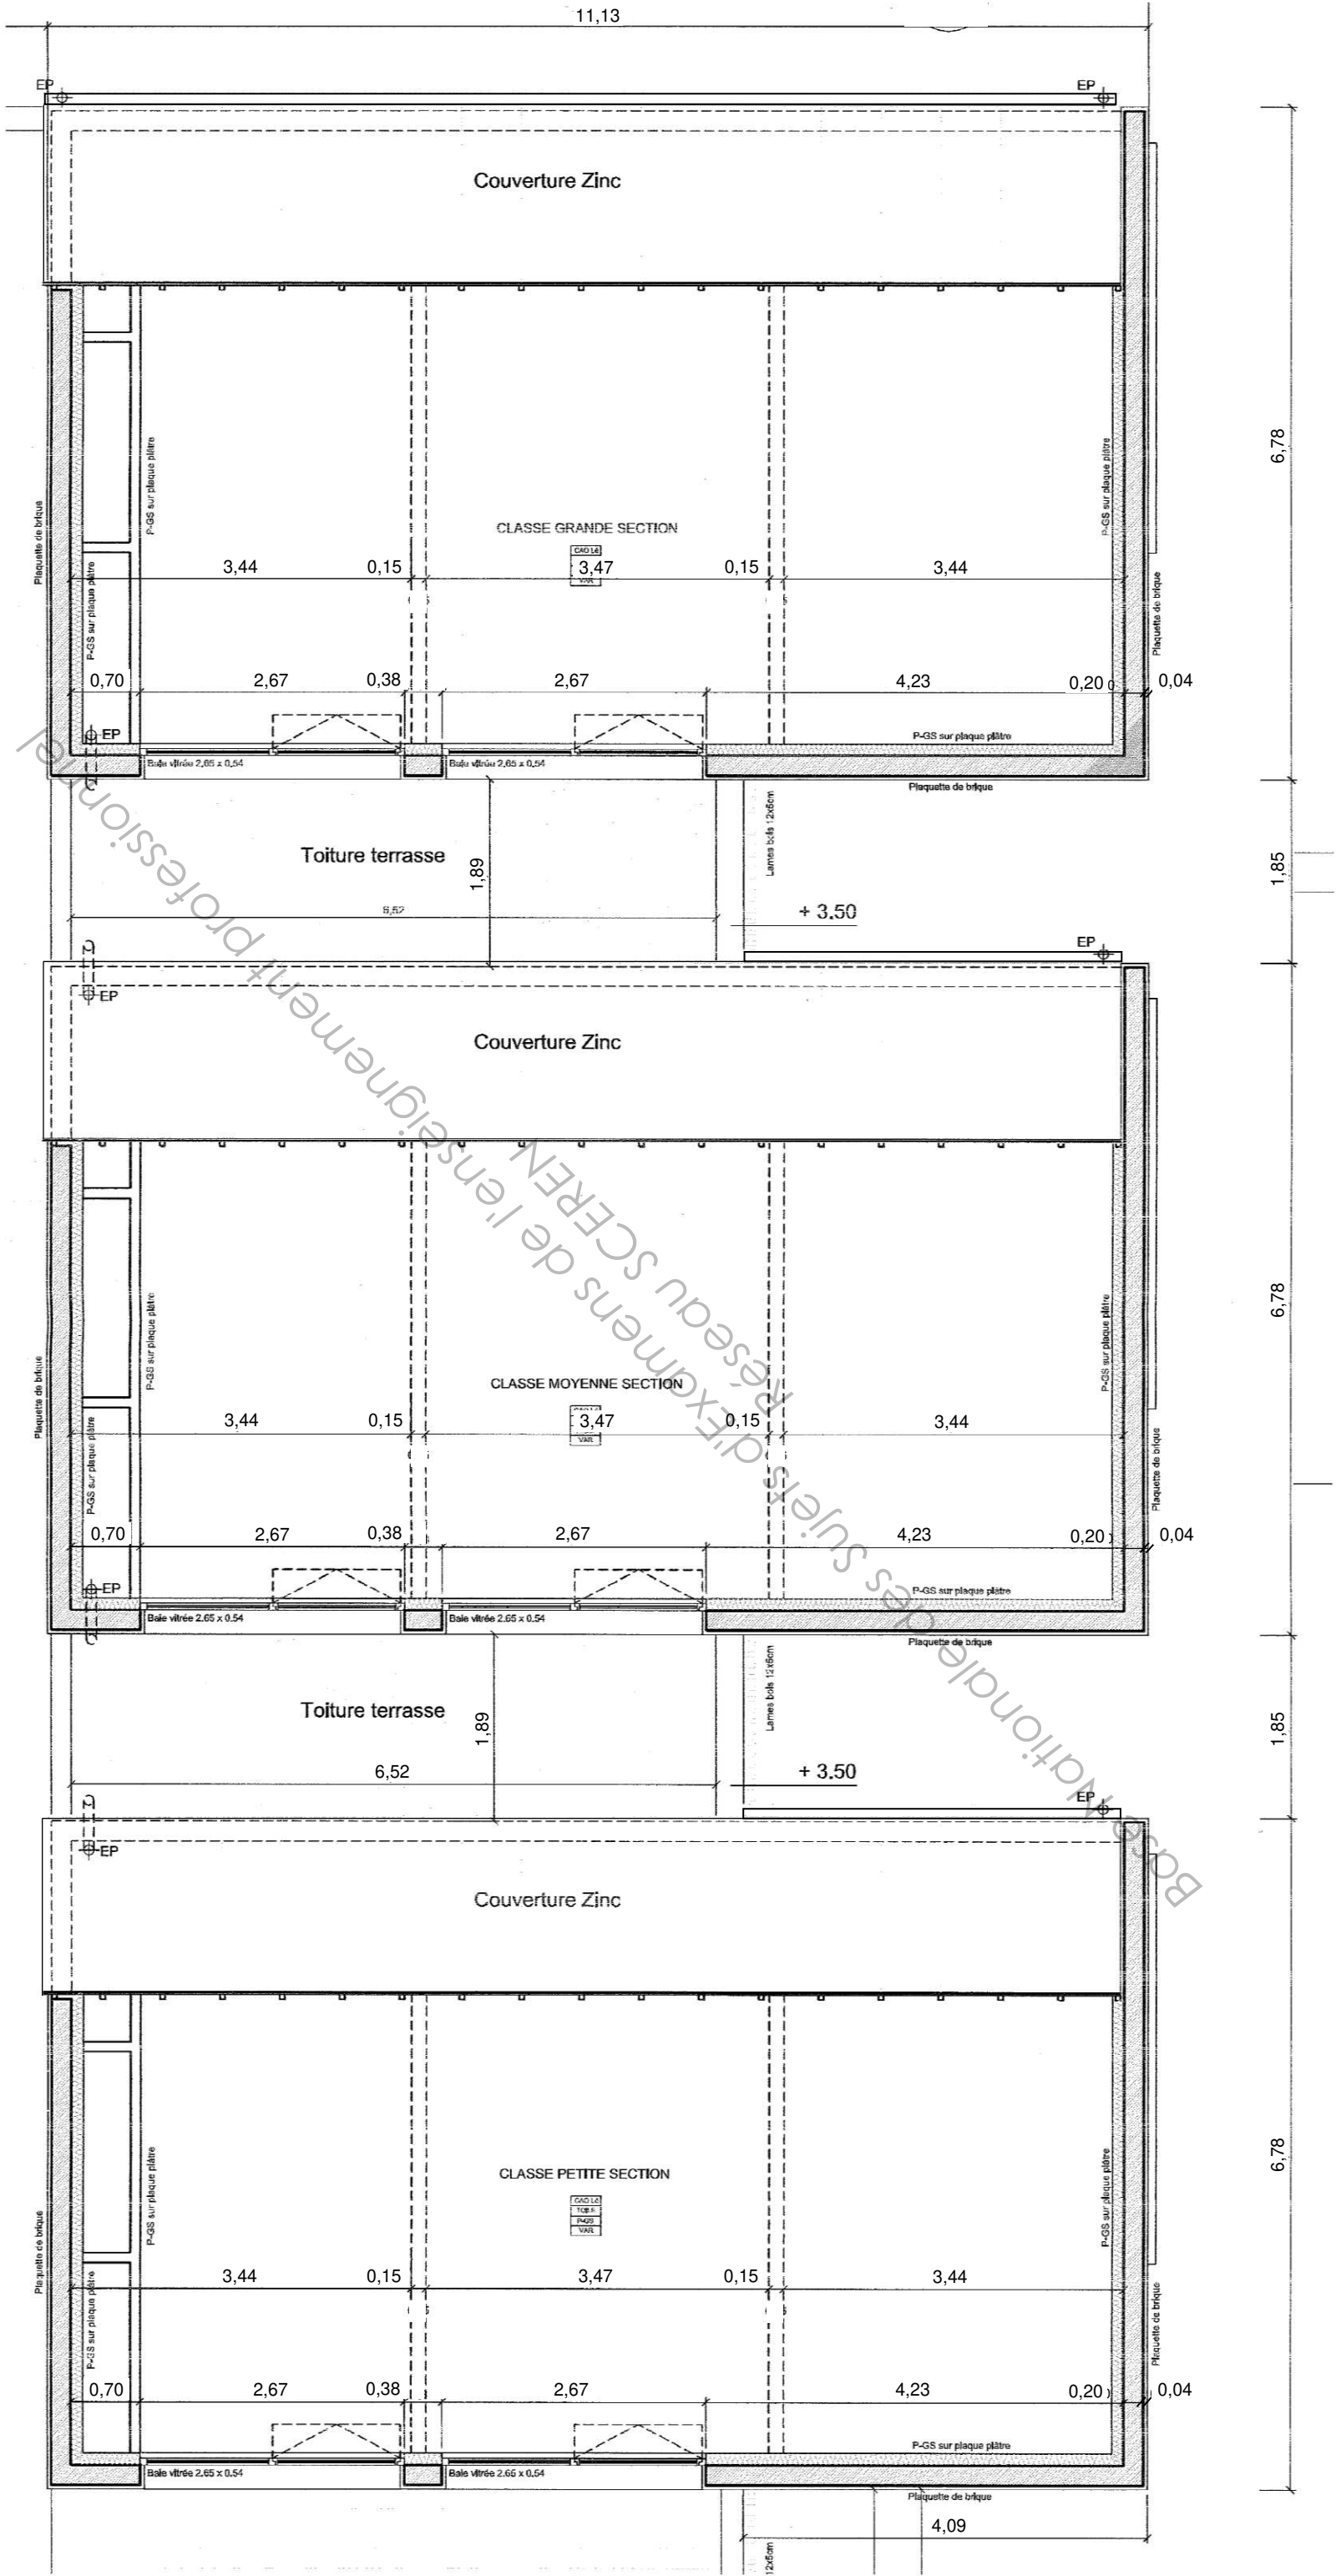 11,13
EP
EP
Couverture Zinc
6,78
Plaquette de brique
P-GS sur plaque plâtre
P-GS sur plaque plâtre
P-GS sur plaque plâtre
Plaquette de brique
CLASSE GRANDE SECTION
3,44
0,15
3,47
0,15
3,44
0,70
2,67
0,38
2,67
4,23
0,20
0,04
EP
P-GS sur plaque plâtre
Baie vitrée 2.65 x 0.54
Baie vitrée 2.65 x 0.54
Plaquette de brique
Lames bois 12x6cm
Toiture terrasse
1,89
1,85
6,52
+ 3.50
EP
EP
Couverture Zinc
6,78
Plaquette de brique
P-GS sur plaque plâtre
P-GS sur plaque plâtre
P-GS sur plaque plâtre
Plaquette de brique
CLASSE MOYENNE SECTION
VAR
3,44
0,15
3,47
0,15
3,44
0,70
2,67
0,38
2,67
4,23
0,20
0,04
EP
P-GS sur plaque plâtre
Baie vitrée 2.65 x 0.54
Baie vitrée 2.65 x 0.54
Plaquette de brique
Lames bois 12x6cm
Toiture terrasse
1,89
1,85
6,52
+ 3.50
EP
EP
Couverture Zinc
6,78
Plaquette de brique
P-GS sur plaque plâtre
P-GS sur plaque plâtre
P-GS sur plaque plâtre
Plaquette de brique
CLASSE PETITE SECTION
P-GS
VAR
3,44
0,15
3,47
0,15
3,44
0,70
2,67
0,38
2,67
4,23
0,20
0,04
P-GS sur plaque plâtre
Baie vitrée 2.65 x 0.54
Baie vitrée 2.65 x 0.54
Plaquette de brique
4,09
12x6cm
Base Nationale des Sujets d'Examens de l'enseignement professionnel
Réseau SCEREN